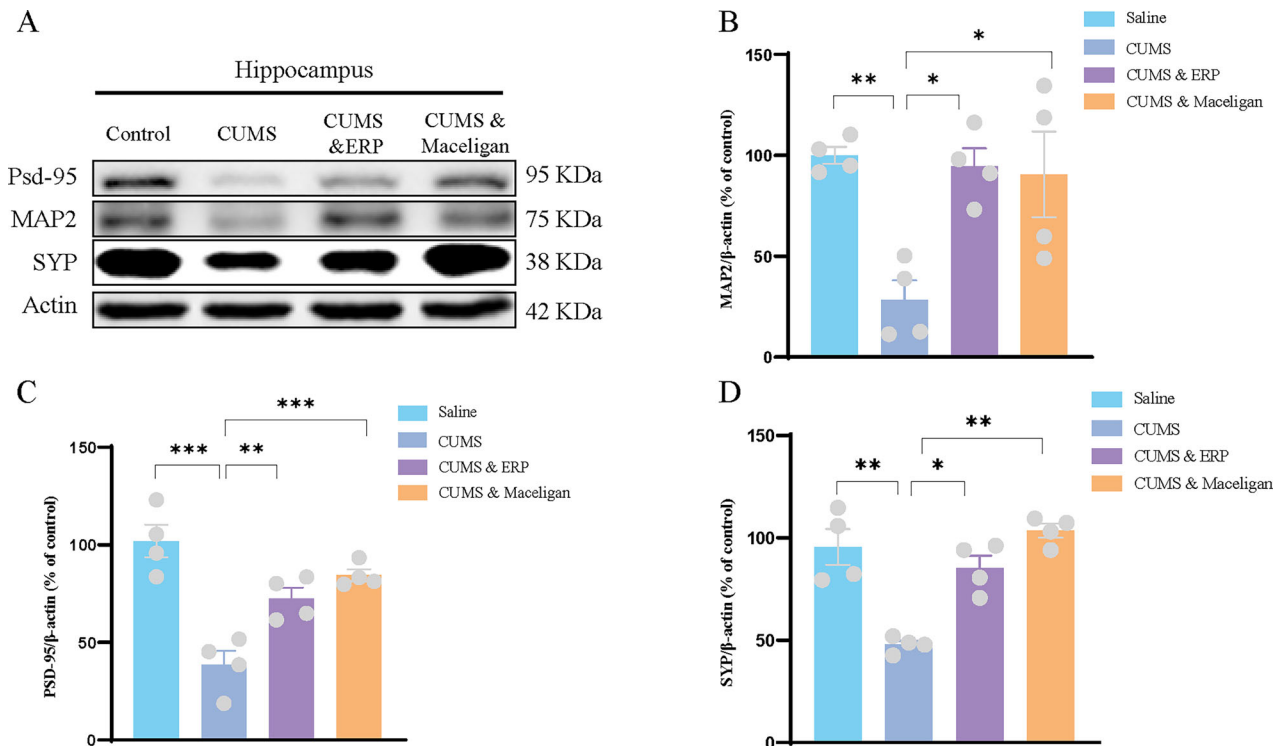 A
Hippocampus
Control CUMS CUMS &ERP CUMS & Maceligan
Psd-95 95 KDa
MAP2 75 KDa
SYP 38 KDa
Actin 42 KDa
B
Saline
CUMS
CUMS & ERP
CUMS & Maceligan
MAP2/β-actin (% of control)
150
100
50
0
*
** *
C
Saline
CUMS
CUMS & ERP
CUMS & Maceligan
PSD-95/β-actin (% of control)
150
100
50
0
***
*** **
D
Saline
CUMS
CUMS & ERP
CUMS & Maceligan
SYP/β-actin (% of control)
150
100
50
0
**
** *